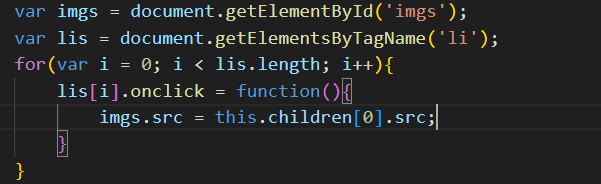 var imgs = document.getElementById('imgs');
var lis = document.getElementsByTagName('li');
for(var i = 0; i < lis.length; i++){
lis[i].onclick = function(){
imgs.src = this.children[0].src;
}
}